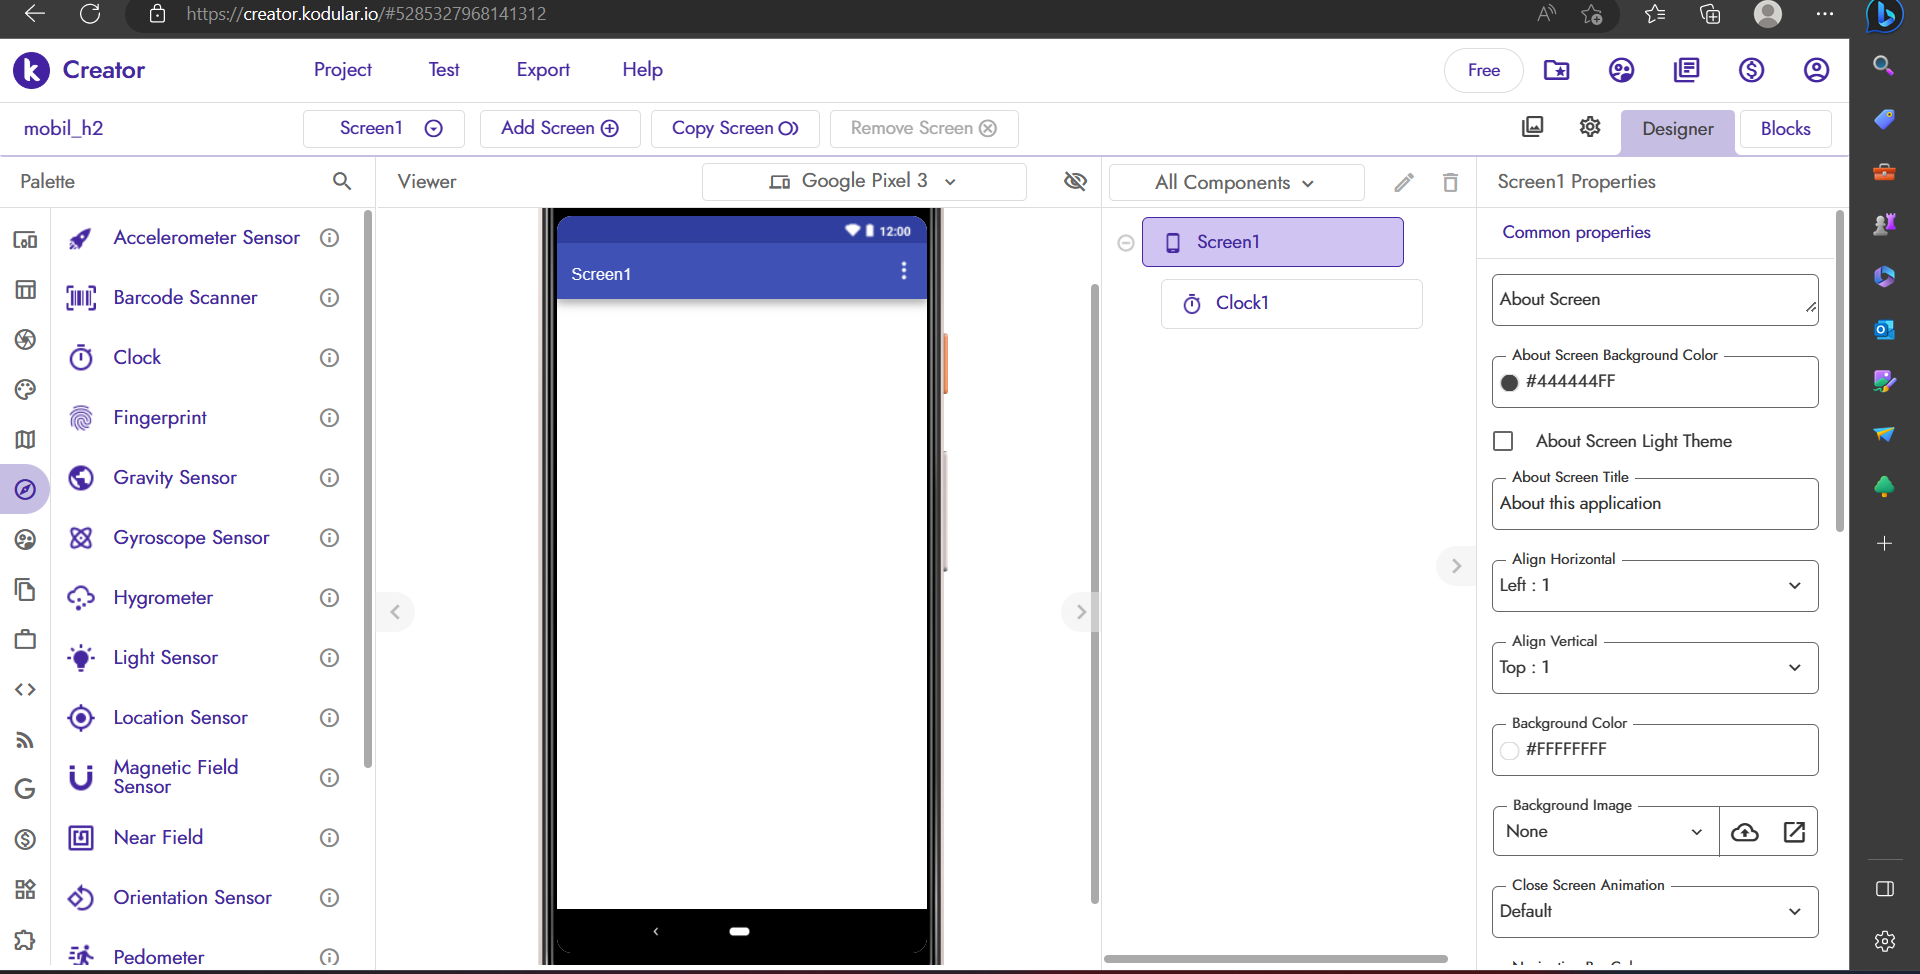 https://creator.kodular.io/#5285327968141312
Creator
Project
Test
Export
Help
Free
mobil_h2
Screen1
Add Screen
Copy Screen
Remove Screen
Designer
Blocks
Palette
Viewer
Google Pixel 3
All Components
Screen1 Properties
Accelerometer Sensor
Barcode Scanner
Clock
Fingerprint
Gravity Sensor
Gyroscope Sensor
Hygrometer
Light Sensor
Location Sensor
Magnetic Field
Sensor
Near Field
Orientation Sensor
Pedometer
12:00
Screen1
Screen1
Clock1
Common properties
About Screen
About Screen Background Color
#444444FF
About Screen Light Theme
About Screen Title
About this application
Align Horizontal
Left : 1
Align Vertical
Top : 1
Background Color
#FFFFFFFF
Background Image
None
Close Screen Animation
Default